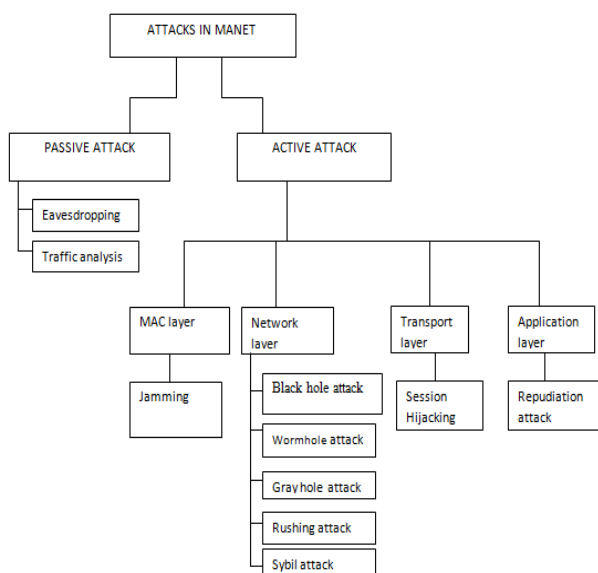 ATTACKS IN MANET
PASSIVE ATTACK
ACTIVE ATTACK
Eavesdropping
Traffic analysis
MAC layer
Network
layer
Transport
layer
Application
layer
Jamming
Black hole attack
Wormhole attack
Gray hole attack
Rushing attack
Sybil attack
Session
Hijacking
Repudiation
attack